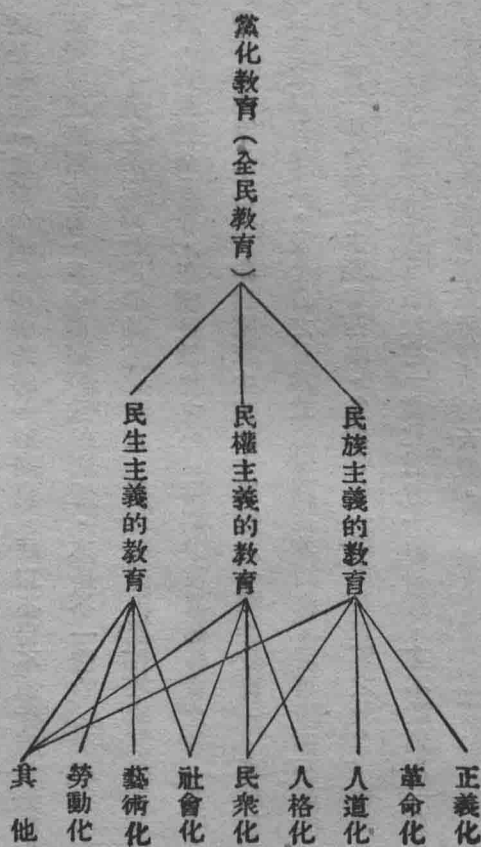 黨化教育（全民教育）
民族主義的教育
民權主義的教育
民生主義的教育
正義化
革命化
人道化
人格化
民衆化
社會化
藝術化
勞動化
其他